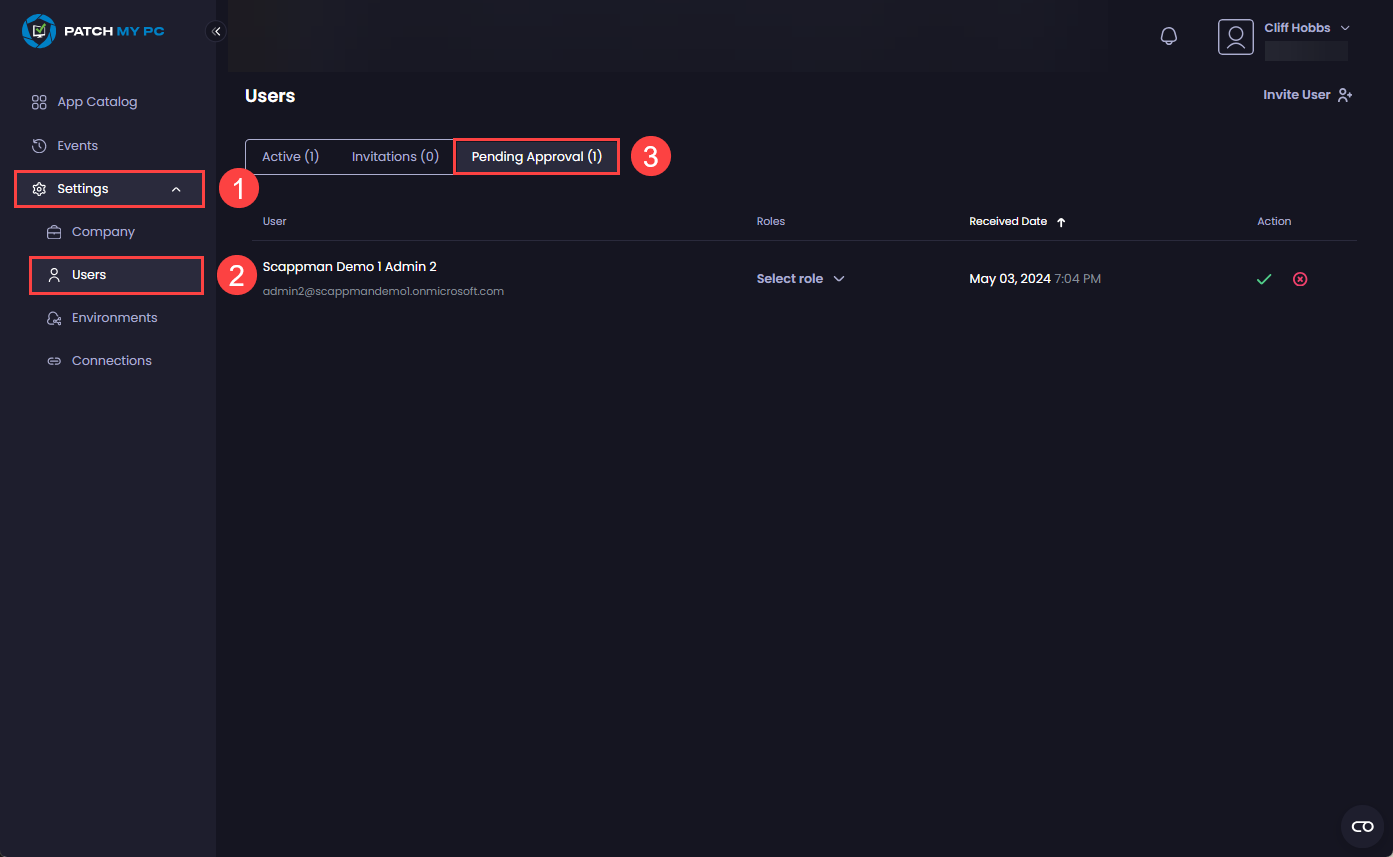 PATCH MY PC
Cliff Hobbs
App Catalog
Events
Settings
1
Company
Users
2
Environments
Connections
Users
Invite User
Active (1)
Invitations (0)
Pending Approval (1)
3
User
Roles
Received Date
Action
Scappman Demo 1 Admin 2
admin2@scappmandemo1.onmicrosoft.com
Select role
May 03, 2024 7:04 PM